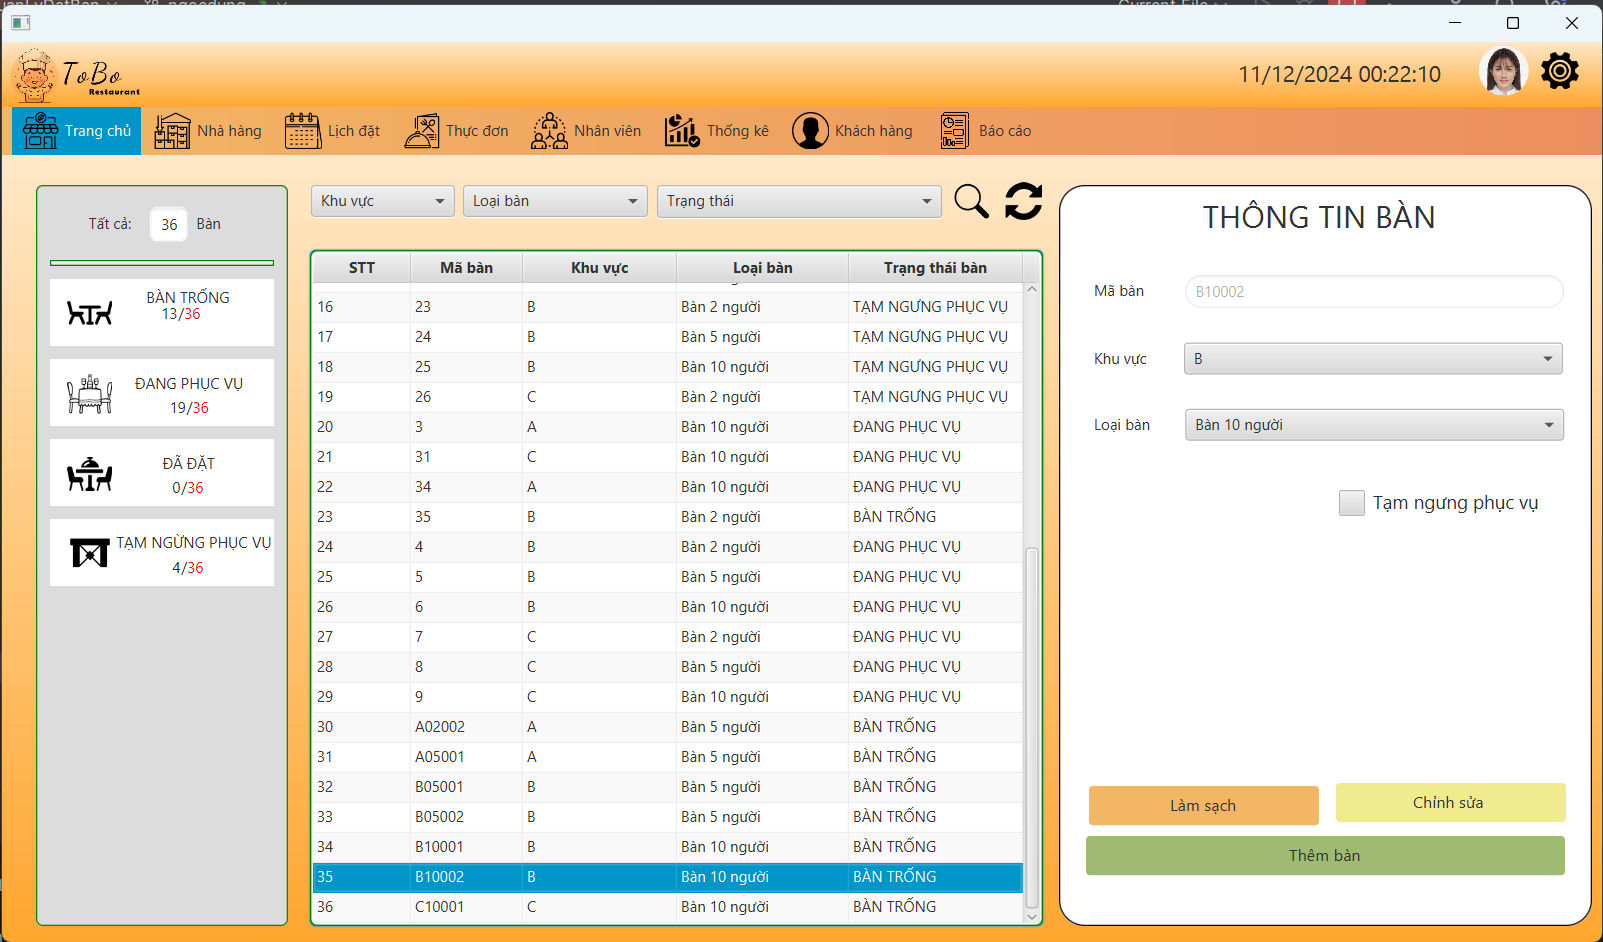 ToBo
Restaurant
11/12/2024 00:22:10
Trang chủ
Nhà hàng
Lịch đặt
Thực đơn
Nhân viên
Thống kê
Khách hàng
Báo cáo
Tất cả: 36 Bàn
BÀN TRỐNG
13/36
ĐANG PHỤC VỤ
19/36
ĐÃ ĐẶT
0/36
TẠM NGỪNG PHỤC VỤ
4/36
Khu vực Loại bàn Trạng thái
STT Mã bàn Khu vực Loại bàn Trạng thái bàn
16 23 B Bàn 2 người TẠM NGƯNG PHỤC VỤ
17 24 B Bàn 5 người TẠM NGƯNG PHỤC VỤ
18 25 B Bàn 10 người TẠM NGƯNG PHỤC VỤ
19 26 C Bàn 2 người TẠM NGƯNG PHỤC VỤ
20 3 A Bàn 10 người ĐANG PHỤC VỤ
21 31 C Bàn 10 người ĐANG PHỤC VỤ
22 34 A Bàn 10 người ĐANG PHỤC VỤ
23 35 B Bàn 2 người BÀN TRỐNG
24 4 B Bàn 2 người ĐANG PHỤC VỤ
25 5 B Bàn 5 người ĐANG PHỤC VỤ
26 6 B Bàn 10 người ĐANG PHỤC VỤ
27 7 C Bàn 2 người ĐANG PHỤC VỤ
28 8 C Bàn 5 người ĐANG PHỤC VỤ
29 9 C Bàn 10 người ĐANG PHỤC VỤ
30 A02002 A Bàn 5 người BÀN TRỐNG
31 A05001 A Bàn 5 người BÀN TRỐNG
32 B05001 B Bàn 5 người BÀN TRỐNG
33 B05002 B Bàn 5 người BÀN TRỐNG
34 B10001 B Bàn 10 người BÀN TRỐNG
35 B10002 B Bàn 10 người BÀN TRỐNG
36 C10001 C Bàn 10 người BÀN TRỐNG
THÔNG TIN BÀN
Mã bàn B10002
Khu vực B
Loại bàn Bàn 10 người
Tạm ngưng phục vụ
Làm sạch
Chỉnh sửa
Thêm bàn